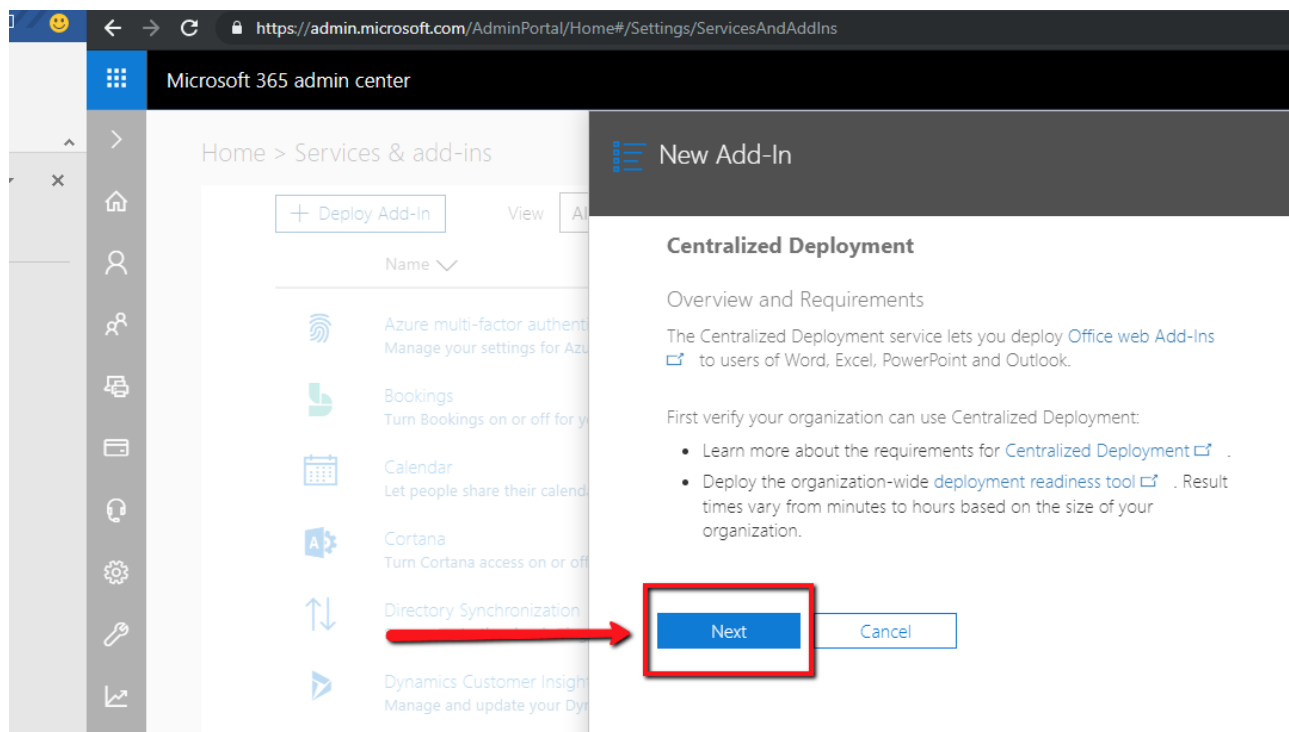 https://admin.microsoft.com/AdminPortal/Home#/Settings/ServicesAndAddIns
Microsoft 365 admin center
Home > Services & add-ins
New Add-In
+ Deploy Add-In
View
Al
Name
Centralized Deployment
Overview and Requirements
The Centralized Deployment service lets you deploy Office web Add-Ins
to users of Word, Excel, PowerPoint and Outlook.
First verify your organization can use Centralized Deployment:
• Learn more about the requirements for Centralized Deployment .
• Deploy the organization-wide deployment readiness tool . Result
times vary from minutes to hours based on the size of your
organization.
Next
Cancel
Azure multi-factor authenti
Manage your settings for Azu
Bookings
Turn Bookings on or off for y
Calendar
Let people share their calend
Cortana
Turn Cortana access on or off
Directory Synchronization
Dynamics Customer Insigh
Manage and update your Dyn